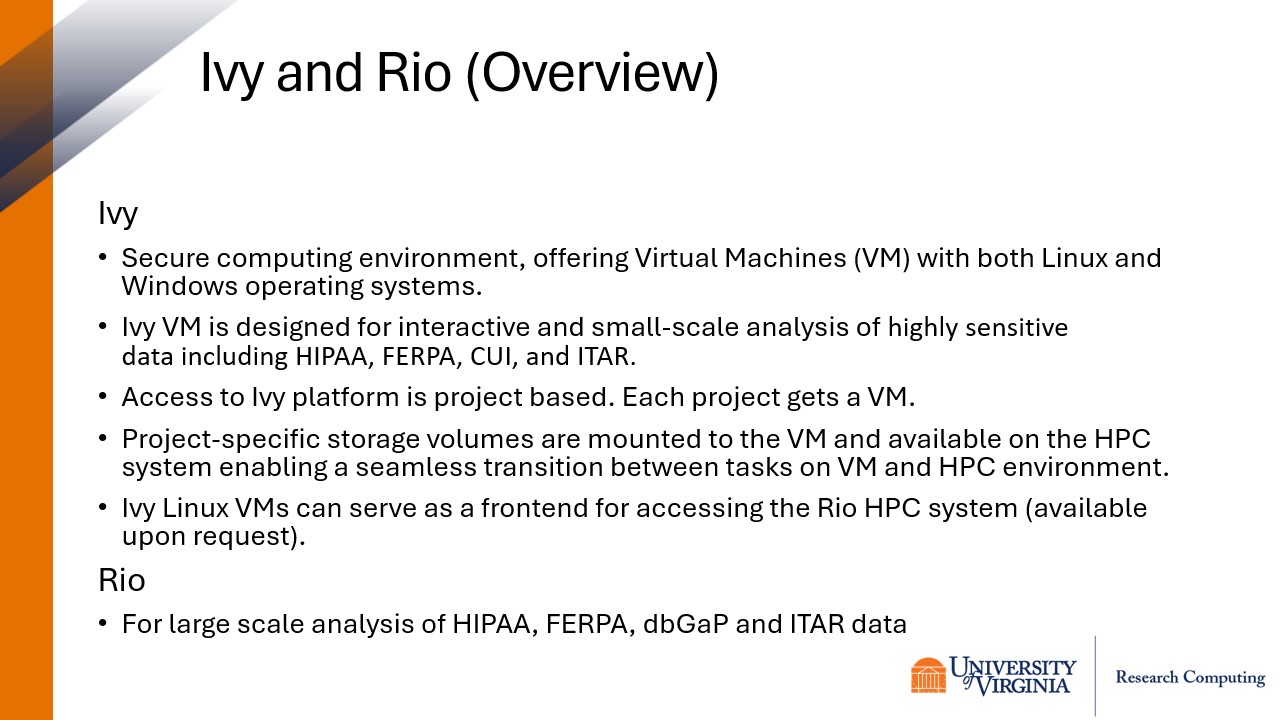 Ivy and Rio (Overview)
Ivy
• Secure computing environment, offering Virtual Machines (VM) with both Linux and
Windows operating systems.
• Ivy VM is designed for interactive and small-scale analysis of highly sensitive
data including HIPAA, FERPA, CUI, and ITAR.
• Access to Ivy platform is project based. Each project gets a VM.
• Project-specific storage volumes are mounted to the VM and available on the HPC
system enabling a seamless transition between tasks on VM and HPC environment.
• Ivy Linux VMs can serve as a frontend for accessing the Rio HPC system (available
upon request).
Rio
• For large scale analysis of HIPAA, FERPA, dbGaP and ITAR data
UNIVERSITY
of VIRGINIA
Research Computing